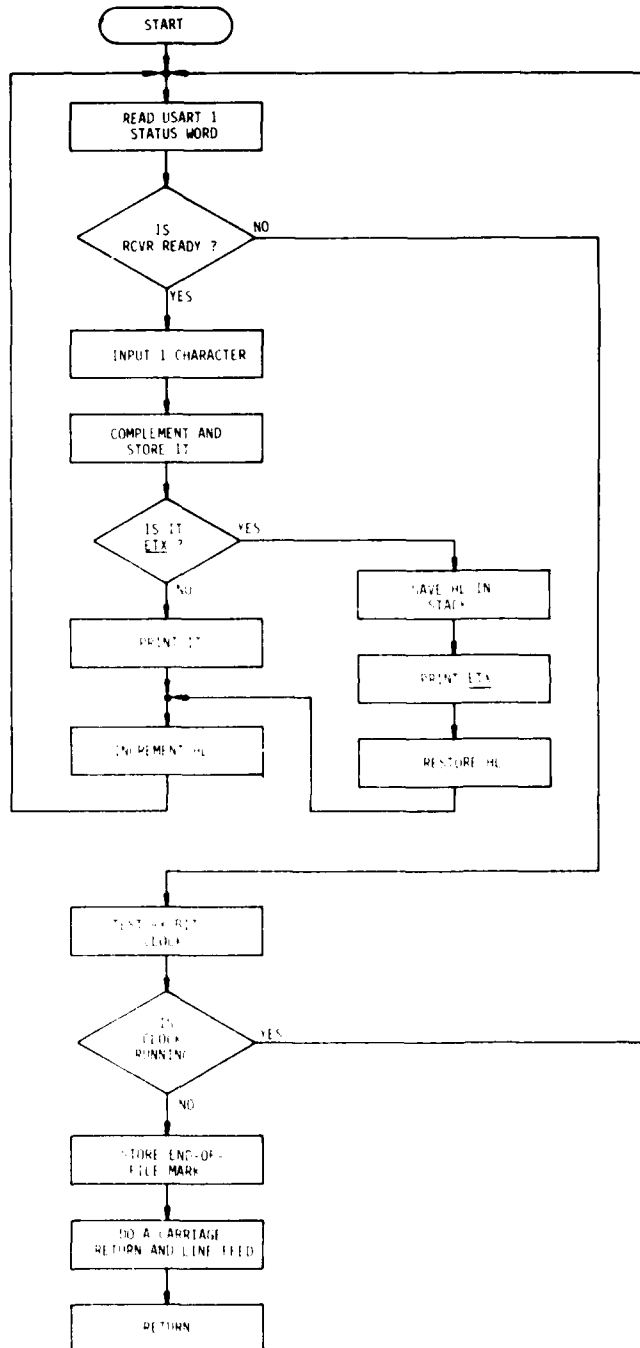 START
READ USART 1
STATUS WORD
IS
RCVR READY ?
NO
YES
INPUT 1 CHARACTER
COMPLEMENT AND
STORE IT
IS IT
ETX ?
YES
NO
SAVE HL IN
STACK
PRINT IT
PRINT ETX
INCREMENT HL
RESTORE HL
TEST BIT
CLOCK
IS
CLOCK
RUNNING
YES
NO
STORE END-OF-
FILE MARK
DO A CARRIAGE
RETURN AND LINE FEED
RETURN